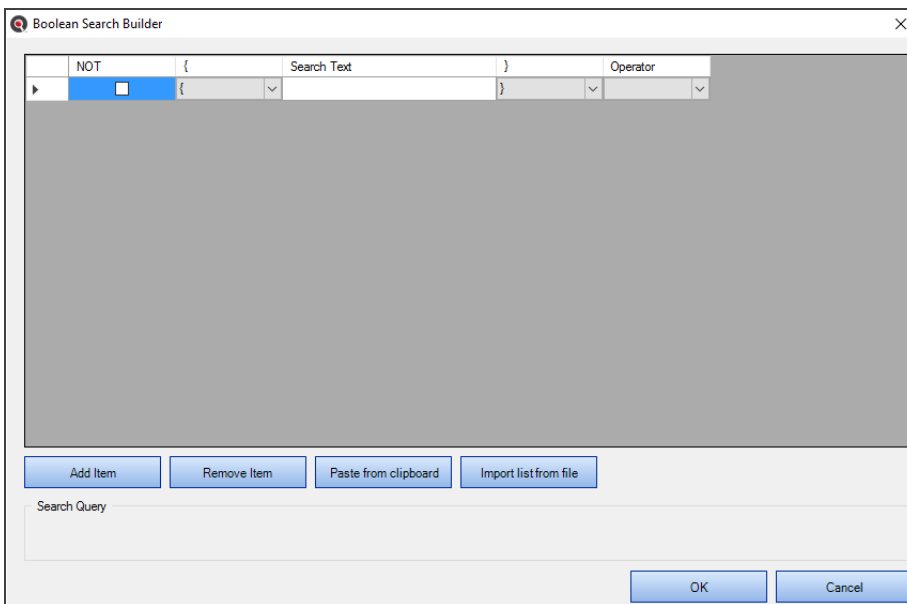 Boolean Search Builder
NOT { Search Text } Operator
{ }
Add Item Remove Item Paste from clipboard Import list from file
Search Query
OK Cancel